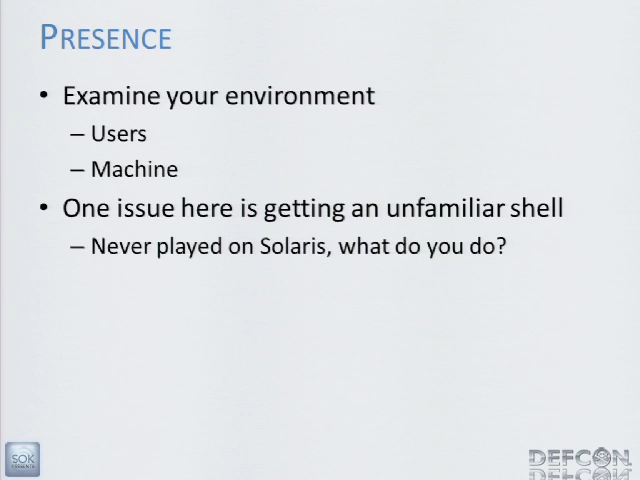 PRESENCE
• Examine your environment
– Users
– Machine
• One issue here is getting an unfamiliar shell
– Never played on Solaris, what do you do?
SOK
DEFCON